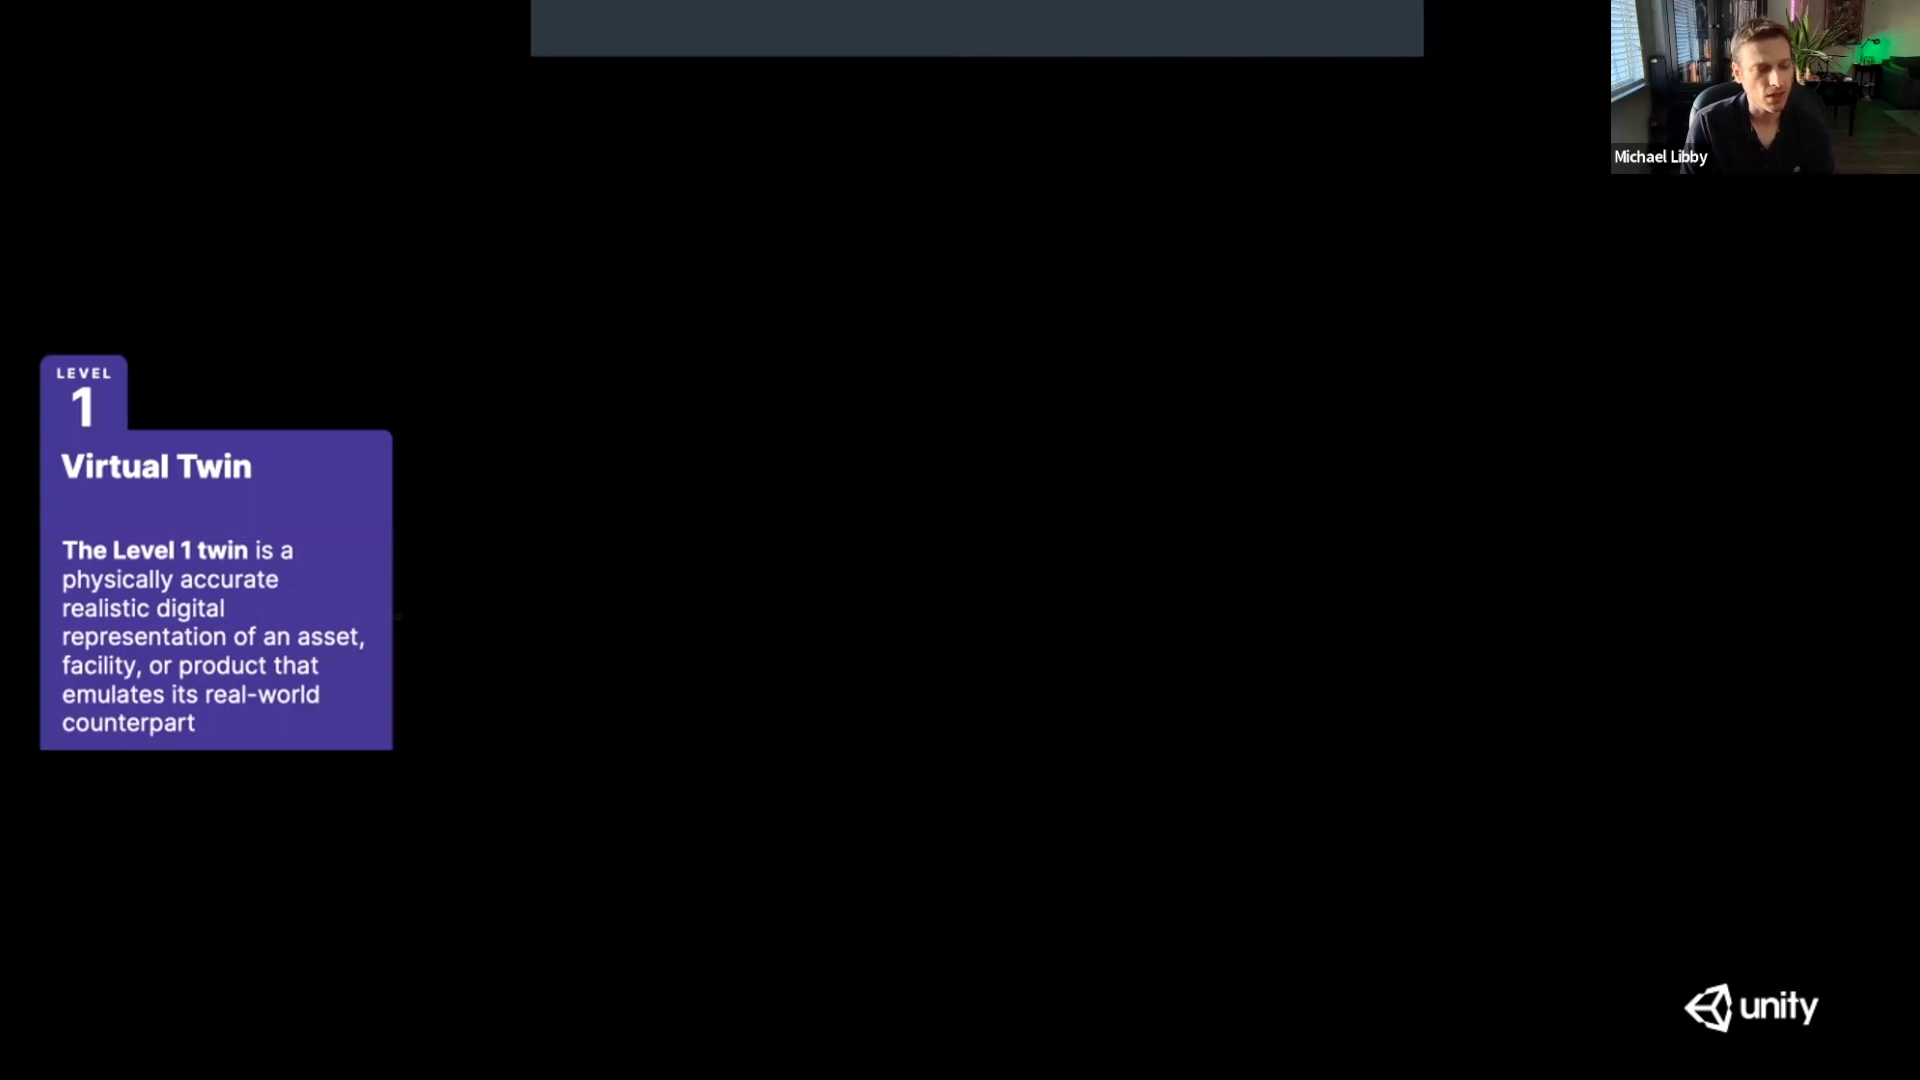 Michael Libby
LEVEL
1
Virtual Twin
The Level 1 twin is a
physically accurate
realistic digital
representation of an asset,
facility, or product that
emulates its real-world
counterpart
unity